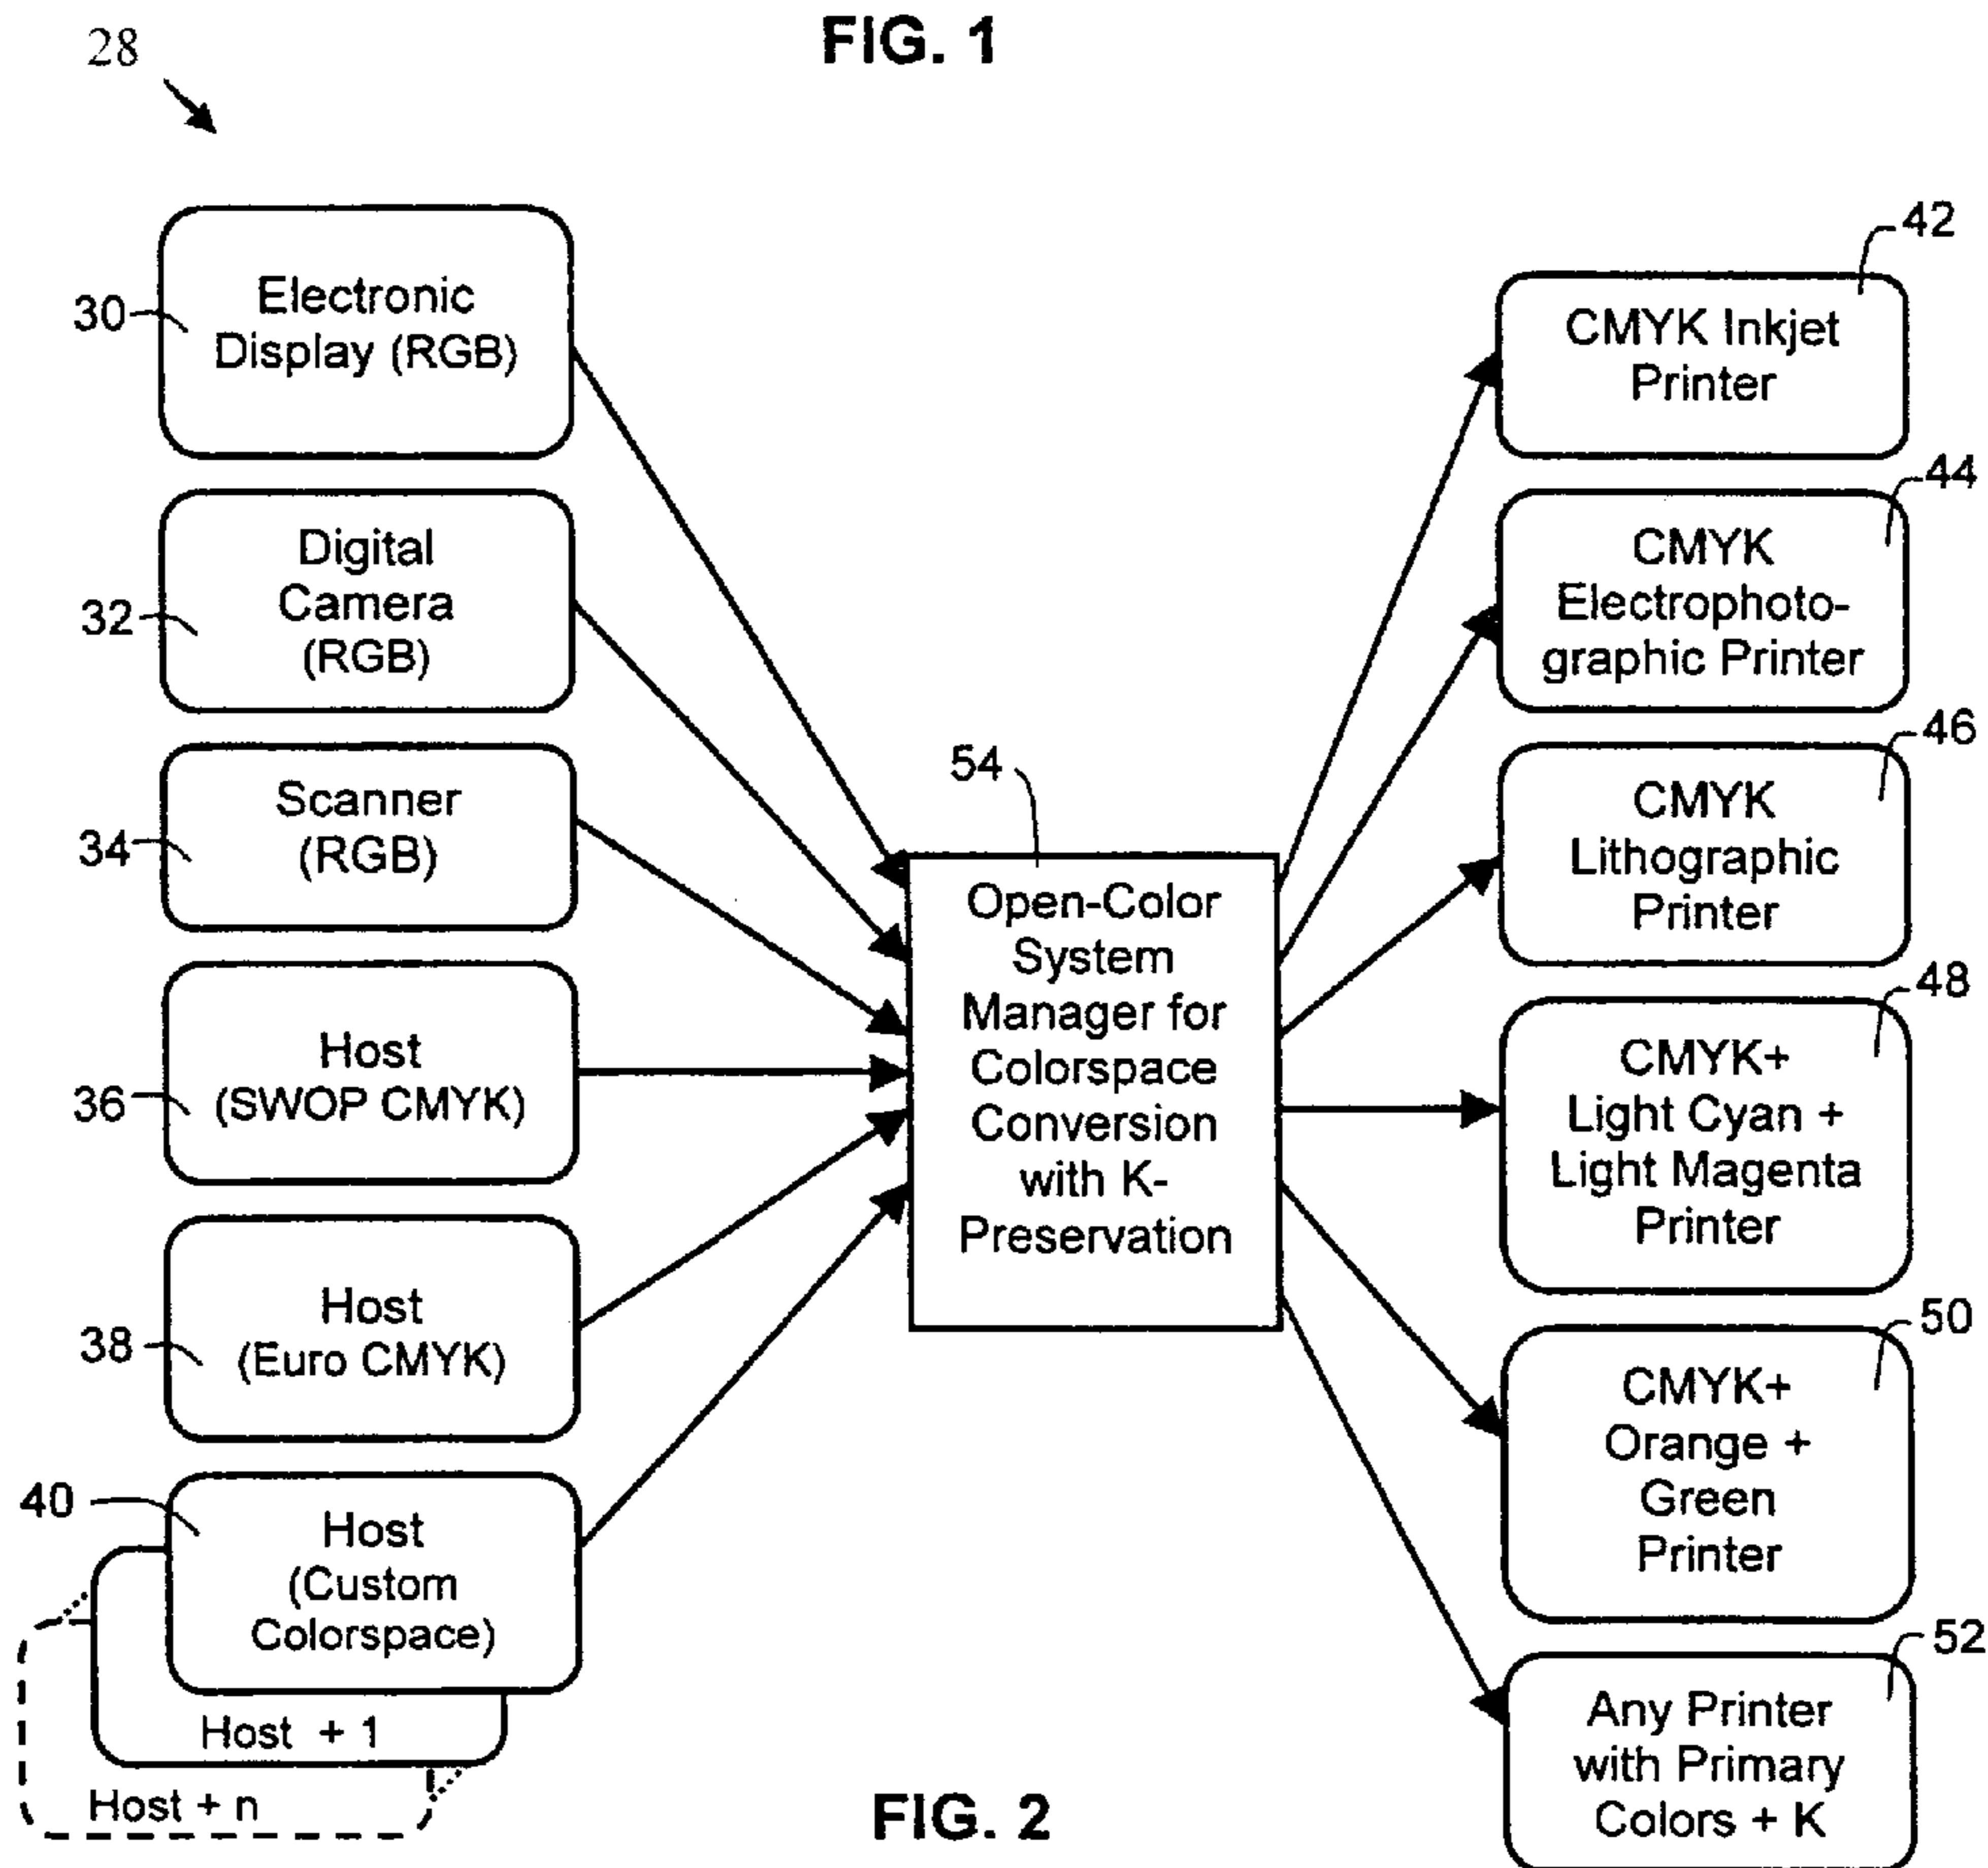 FIG. 1
28
30
Electronic
Display (RGB)
32
Digital
Camera
(RGB)
34
Scanner
(RGB)
36
Host
(SWOP CMYK)
38
Host
(Euro CMYK)
40
Host
(Custom
Colorspace)
Host + 1
Host + n
54
Open-Color
System
Manager for
Colorspace
Conversion
with K-
Preservation
42
CMYK Inkjet
Printer
44
CMYK
Electrophoto-
graphic Printer
46
CMYK
Lithographic
Printer
48
CMYK+
Light Cyan +
Light Magenta
Printer
50
CMYK+
Orange +
Green
Printer
52
Any Printer
with Primary
Colors + K
FIG. 2